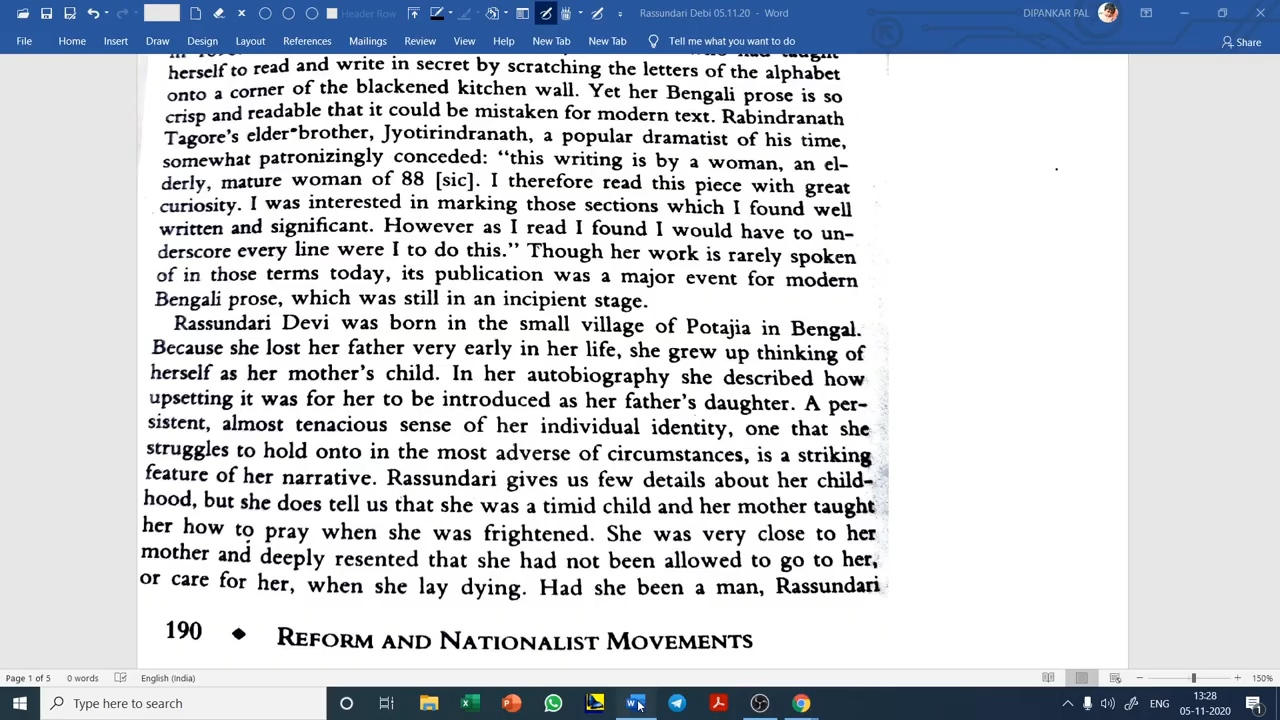 Header Row
Rassundari Debi 05.11.20 - Word
DIPANKAR PAL
File Home Insert Draw Design Layout References Mailings Review View Help New Tab New Tab Tell me what you want to do Share
taught
herself to read and write in secret by scratching the letters of the alphabet
onto a corner of the blackened kitchen wall. Yet her Bengali prose is so
crisp and readable that it could be mistaken for modern text. Rabindranath
Tagore's elder brother, Jyotirindranath, a popular dramatist of his time,
somewhat patronizingly conceded: "this writing is by a woman, an el-
derly, mature woman of 88 [sic]. I therefore read this piece with great
curiosity. I was interested in marking those sections which I found well
written and significant. However as I read I found I would have to un-
derscore every line were I to do this." Though her work is rarely spoken
of in those terms today, its publication was a major event for modern
Bengali prose, which was still in an incipient stage.
Rassundari Devi was born in the small village of Potajia in Bengal.
Because she lost her father very early in her life, she grew up thinking of
herself as her mother's child. In her autobiography she described how
upsetting it was for her to be introduced as her father's daughter. A per-
sistent, almost tenacious sense of her individual identity, one that she
struggles to hold onto in the most adverse of circumstances, is a striking
feature of her narrative. Rassundari gives us few details about her child-
hood, but she does tell us that she was a timid child and her mother taught
her how to pray when she was frightened. She was very close to her
mother and deeply resented that she had not been allowed to go to her,
or care for her, when she lay dying. Had she been a man, Rassundari
190 ◆ REFORM AND NATIONALIST MOVEMENTS
Page 1 of 5 0 words English (India) 150%
Type here to search
ENG
13:28
05-11-2020